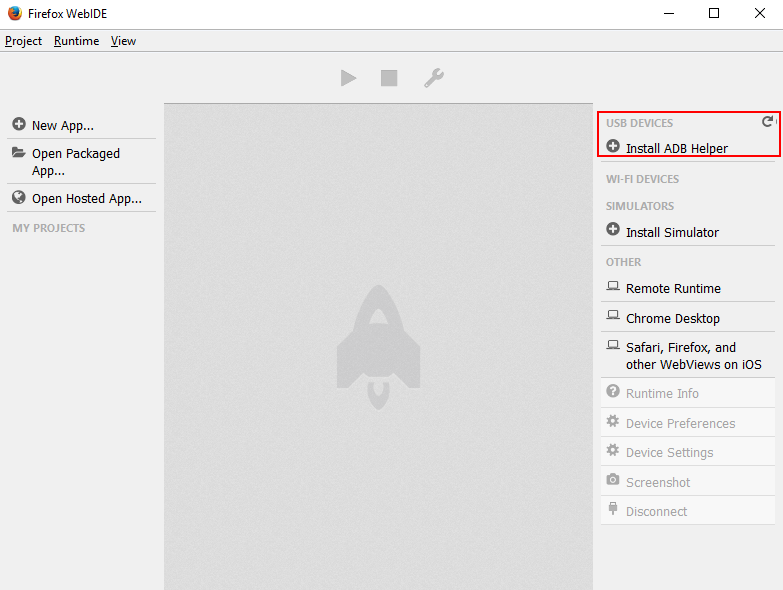 Firefox WebIDE
Project Runtime View
New App...
Open Packaged
App...
Open Hosted App...
MY PROJECTS
USB DEVICES
Install ADB Helper
WI-FI DEVICES
SIMULATORS
Install Simulator
OTHER
Remote Runtime
Chrome Desktop
Safari, Firefox, and
other WebViews on iOS
Runtime Info
Device Preferences
Device Settings
Screenshot
Disconnect